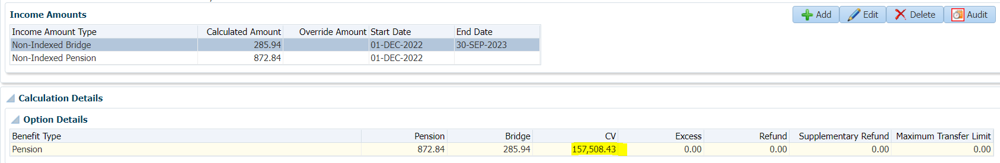 Income Amounts Add Edit Delete Audit
Income Amount Type Calculated Amount Override Amount Start Date End Date
Non-Indexed Bridge 285.94 01-DEC-2022 30-SEP-2023
Non-Indexed Pension 872.84 01-DEC-2022
Calculation Details
Option Details
Benefit Type Pension Bridge CV Excess Refund Supplementary Refund Maximum Transfer Limit
Pension 872.84 285.94 157,508.43 0.00 0.00 0.00 0.00